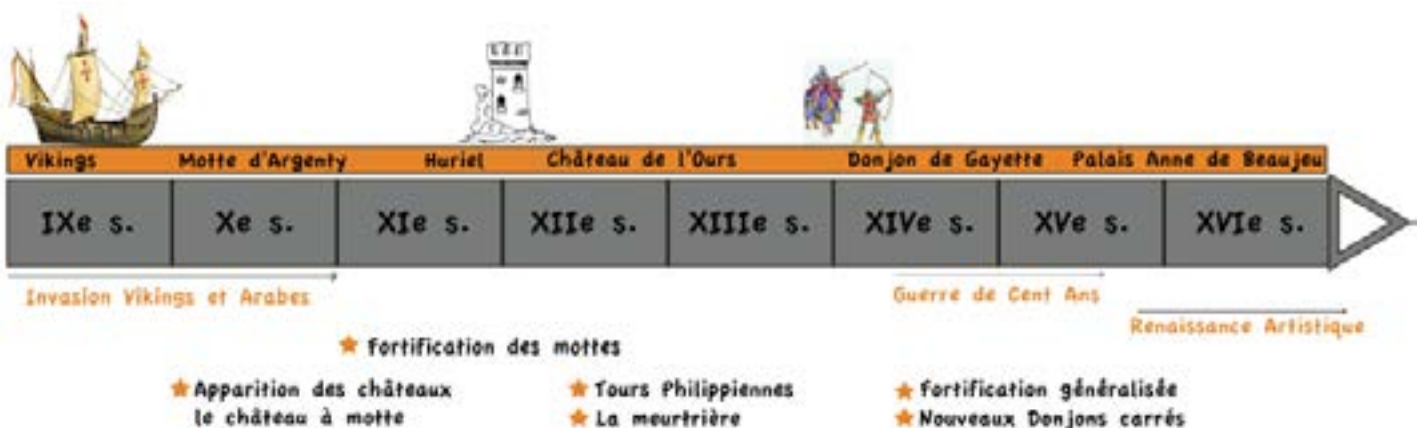 Vikings Motte d'Argenty Huriel Château de l'Ours Donjon de Gayette Palais Anne de Beaujeu
IXe s. Xe s. XIe s. XIIe s. XIIIe s. XIVe s. XVe s. XVIe s.
Invasion Vikings et Arabes
Guerre de Cent Ans
Renaissance Artistique
Fortification des mottes
Apparition des châteaux
le château à motte
Tours Philippiennes
La meurtrière
Fortification généralisée
Nouveaux Donjons carrés